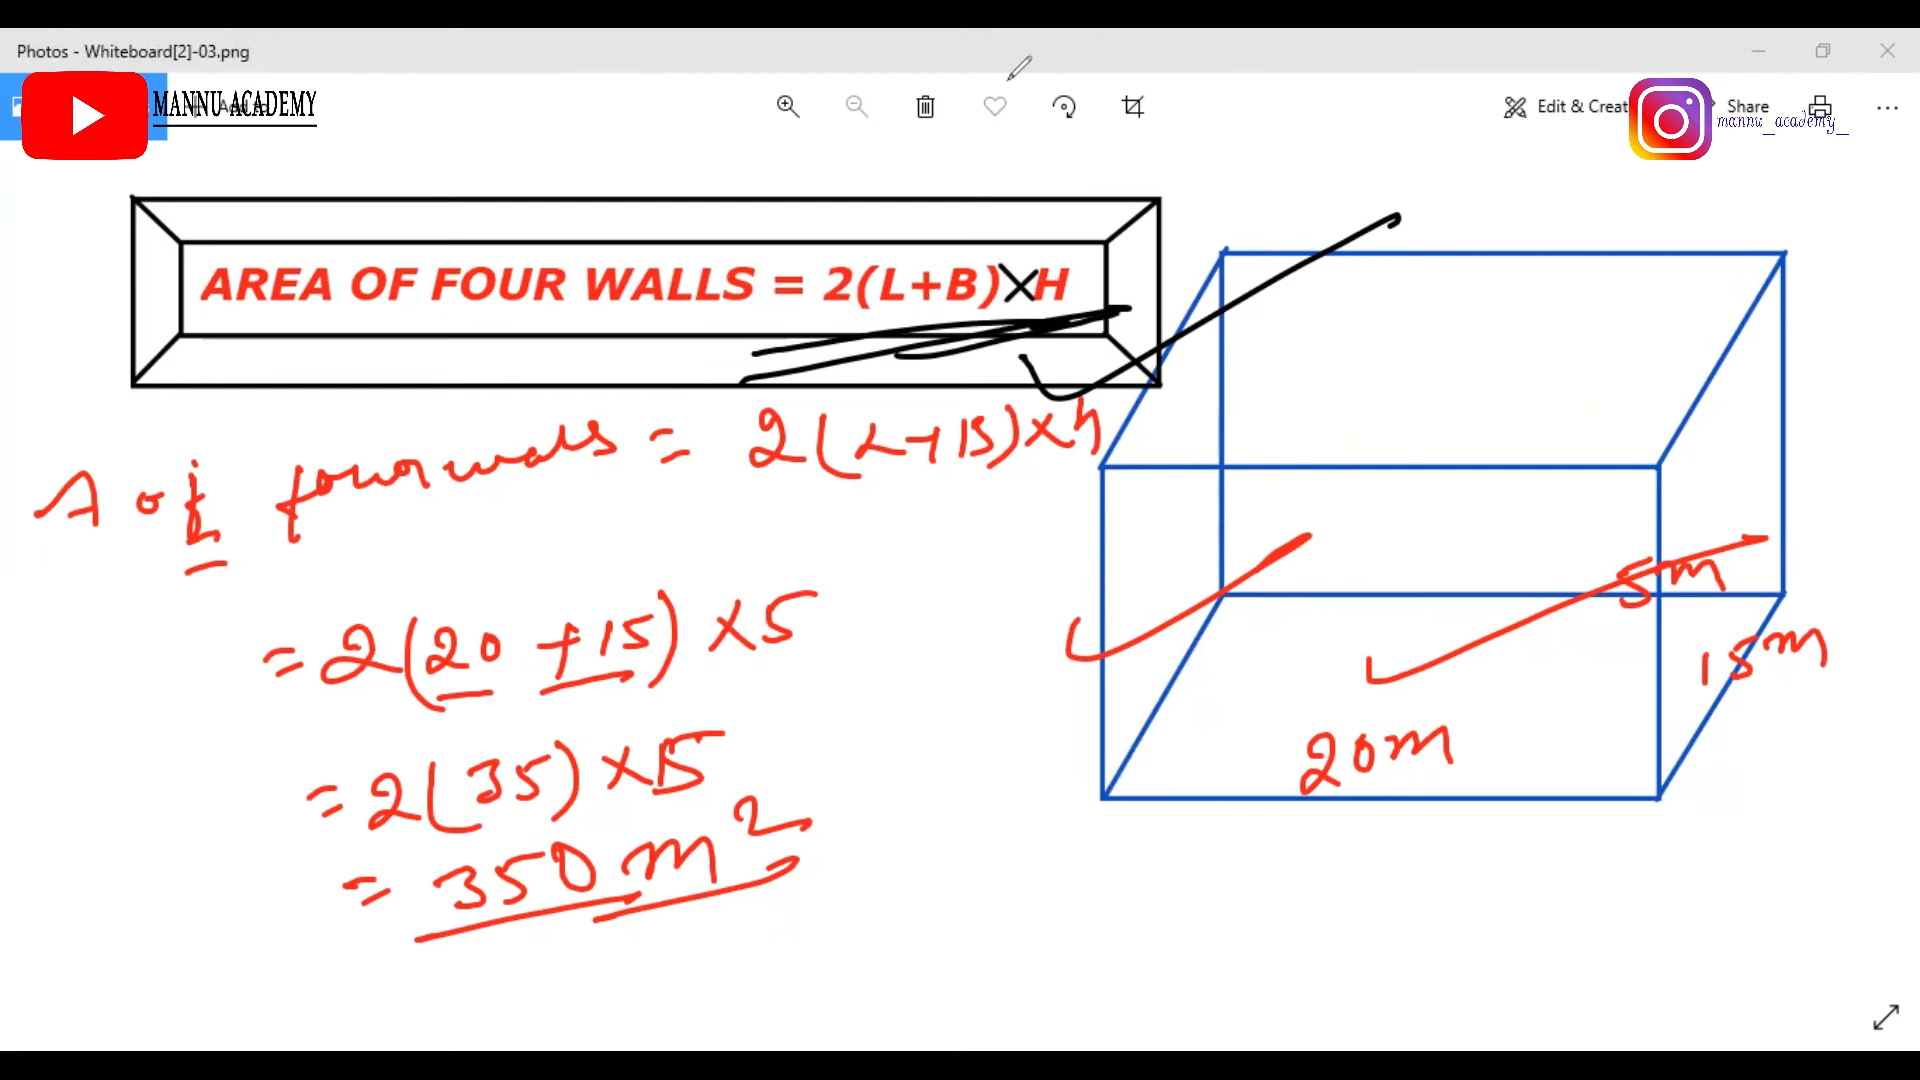 Photos - Whiteboard[2]-03.png
MANNU ACADEMY
Edit & Creat
Share
mannu_academy_
AREA OF FOUR WALLS = 2(L+B)×H
A of four walls = 2(L+B)×h
= 2(20 + 15) × 5
= 2(35) × 5
= 350 m²
5m
15m
20m